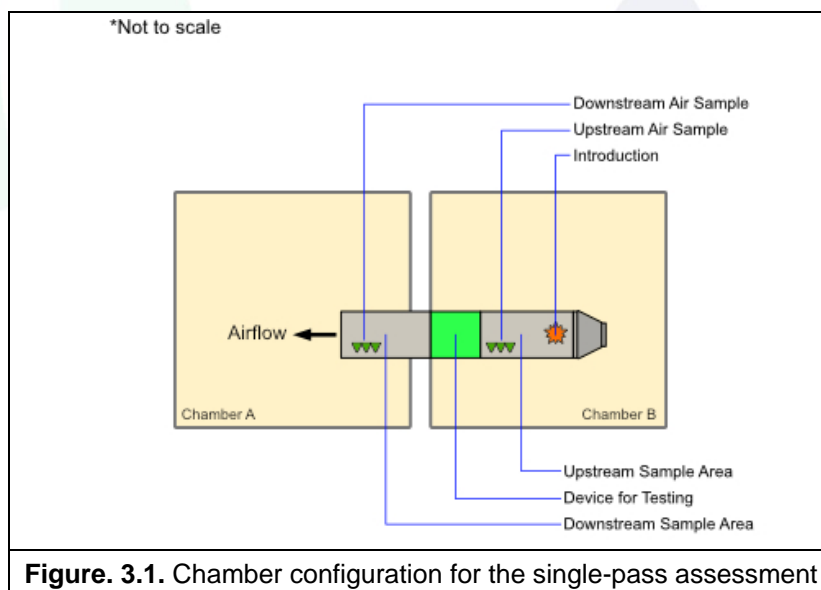 *Not to scale
Downstream Air Sample
Upstream Air Sample
Introduction
Airflow
Chamber A
Chamber B
Upstream Sample Area
Device for Testing
Downstream Sample Area
Figure. 3.1. Chamber configuration for the single-pass assessment